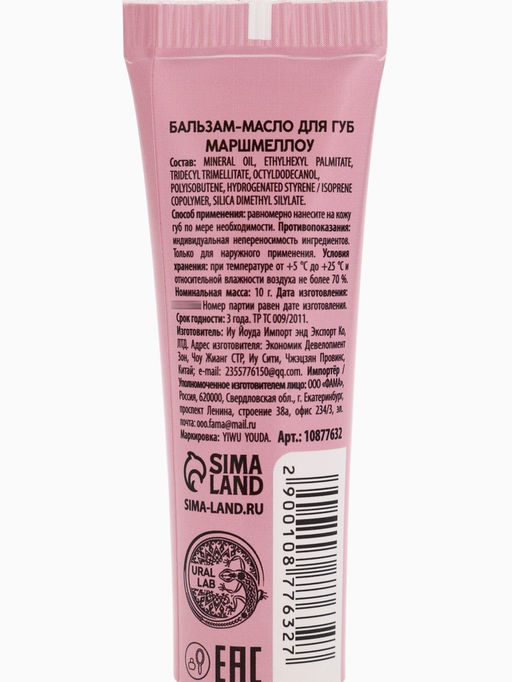 БАЛЬЗАМ-МАСЛО ДЛЯ ГУБ
МАРШМЕЛЛОУ
Состав: MINERAL OIL, ETHYLHEXYL PALMITATE,
TRIDECYL TRIMELLITATE, OCTYLDODECANOL,
POLYISOBUTENE, HYDROGENATED STYRENE / ISOPRENE
COPOLYMER, SILICA DIMETHYL SILYLATE.
Способ применения: равномерно нанесите на кожу
губ по мере необходимости. Противопоказания:
индивидуальная непереносимость ингредиентов.
Только для наружного применения. Условия
хранения: при температуре от +5 °С до +25 °С и
относительной влажности воздуха не более 70 %.
Номинальная масса: 10 г. Дата изготовления:
Номер партии равен дате изготовления.
Срок годности: 3 года. ТР ТС 009/2011.
Изготовитель: Иу Йоуда Импорт энд Экспорт Ко,
ЛТД. Адрес изготовителя: Экономик Девелопмент
Зон, Чоу Жианг СТР, Иу Сити, Чжэцзян Провинс,
Китай; e-mail: 2355776150@qq.com. Импортёр /
Уполномоченное изготовителем лицо: ООО «ФАМА»,
Россия, 620000, Свердловская обл., г. Екатеринбург,
проспект Ленина, строение 38а, офис 234/3, эл.
почта: ooo.fama@mail.ru
Маркировка: YIWU YOUDA. Арт.: 10877632
SIMA
LAND
SIMA-LAND.RU
URAL
LAB
EAC
2900108776327